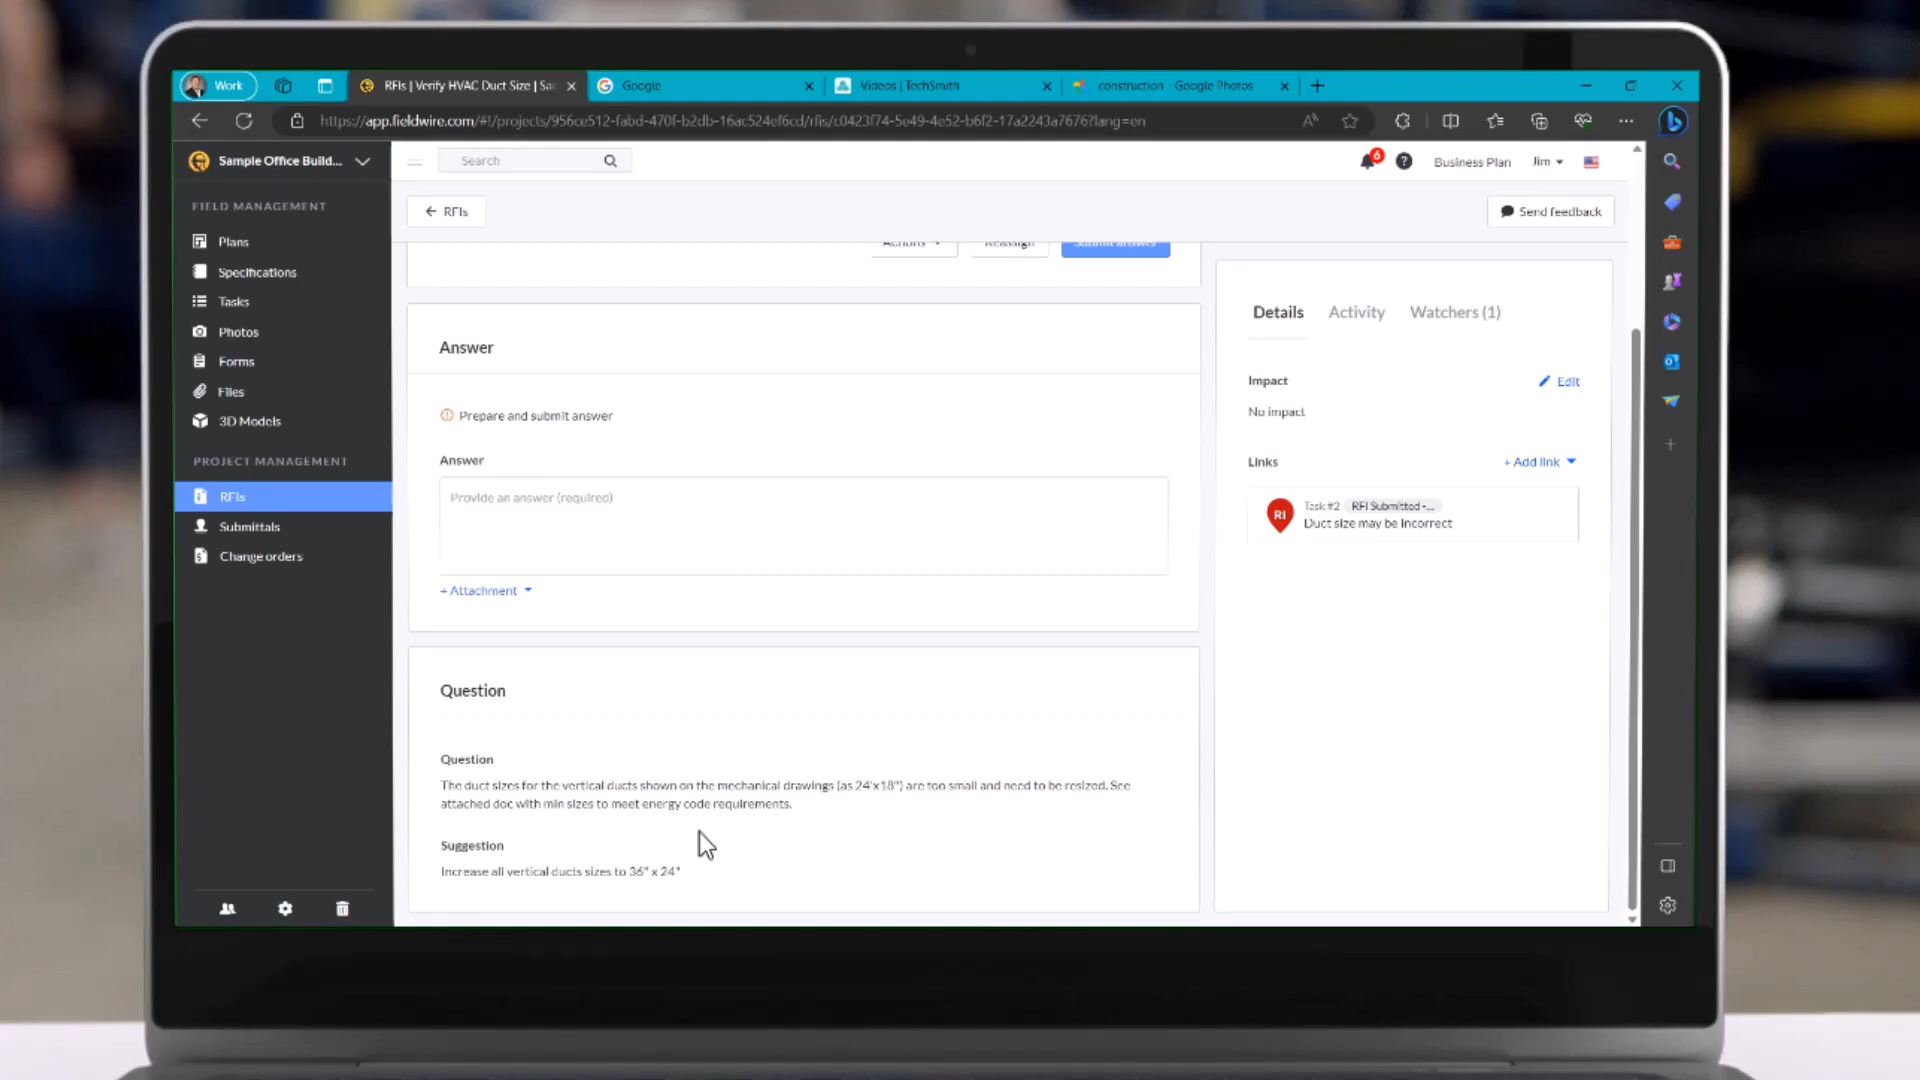 Work
RFIs | Verify HVAC Duct Size | Sa
Google
Videos | TechSmith
construction - Google Photos
https://app.fieldwire.com/#!/projects/956ce512-fabd-470f-b2db-16ac524ef6cd/rfis/c0423f74-5e49-4e52-b6f2-17a2243a7676?lang=en
Sample Office Build...
Search
6
Business Plan
Jim
FIELD MANAGEMENT
RFIs
Send feedback
Plans
Specifications
Tasks
Photos
Forms
Files
3D Models
PROJECT MANAGEMENT
RFIs
Submittals
Change orders
Actions
Reassign
Submit answer
Answer
Prepare and submit answer
Answer
Provide an answer (required)
+ Attachment
Question
Question
The duct sizes for the vertical ducts shown on the mechanical drawings (as 24'x18") are too small and need to be resized. See
attached doc with min sizes to meet energy code requirements.
Suggestion
Increase all vertical ducts sizes to 36" x 24"
Details
Activity
Watchers (1)
Impact
Edit
No impact
Links
+ Add link
RI
Task #2
RFI Submitted -...
Duct size may be Incorrect